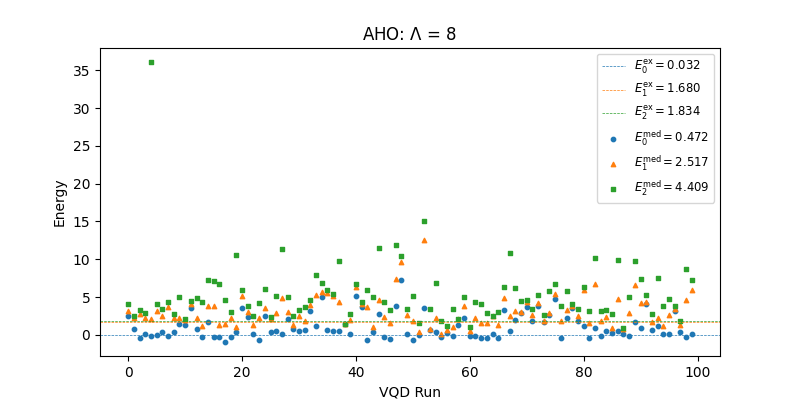 AHO: Λ = 8
Energy
35
30
25
20
15
10
5
0
0 20 40 60 80 100
VQD Run
E_0^ex = 0.032
E_1^ex = 1.680
E_2^ex = 1.834
E_0^med = 0.472
E_1^med = 2.517
E_2^med = 4.409